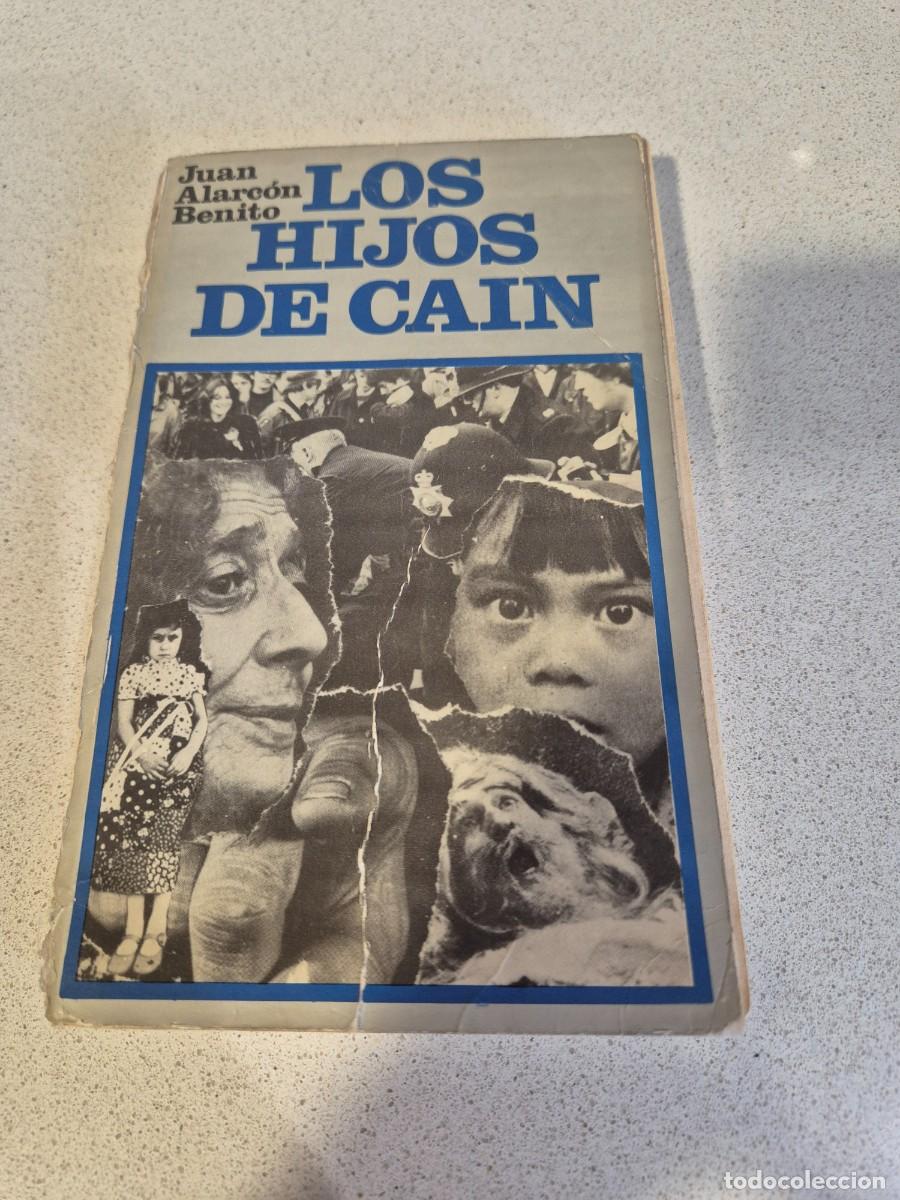 Juan
Alarcón
Benito
LOS
HIJOS
DE CAIN
todocoleccion